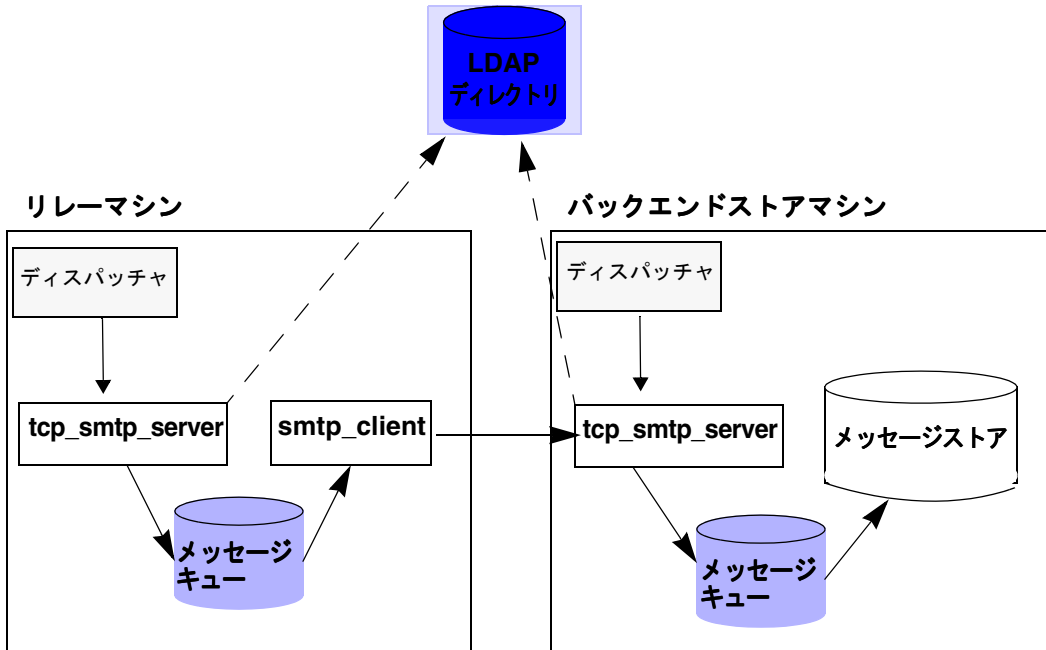 LDAP
ディレクトリ
リレーマシン
バックエンドストアマシン
ディスパッチャ
ディスパッチャ
tcp_smtp_server
smtp_client
tcp_smtp_server
メッセージストア
メッセージ
キュー
メッセージ
キュー